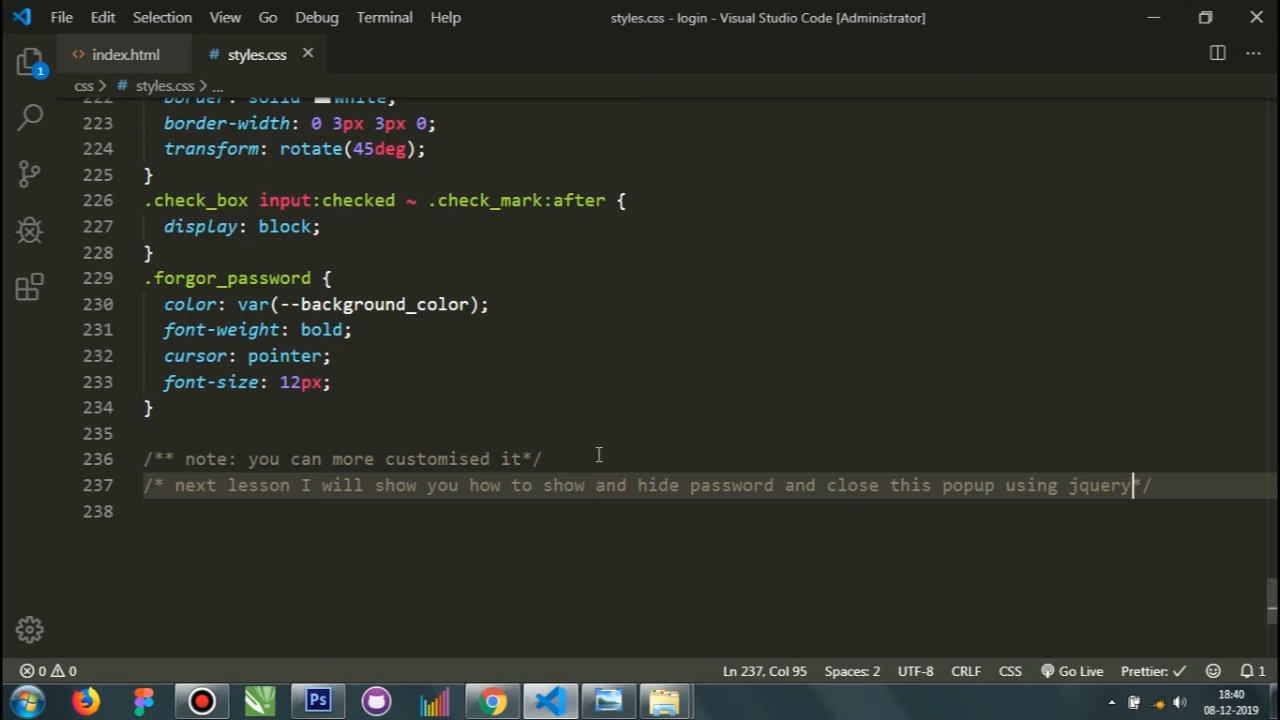 File Edit Selection View Go Debug Terminal Help styles.css - login - Visual Studio Code [Administrator]
<> index.html # styles.css ×
css > # styles.css > ...
1
222 border: solid white;
223 border-width: 0 3px 3px 0;
224 transform: rotate(45deg);
225 }
226 .check_box input:checked ~ .check_mark:after {
227 display: block;
228 }
229 .forgor_password {
230 color: var(--background_color);
231 font-weight: bold;
232 cursor: pointer;
233 font-size: 12px;
234 }
235
236 /** note: you can more customised it*/
237 /* next lesson I will show you how to show and hide password and close this popup using jquery*/
238
0 0 Ln 237, Col 95 Spaces: 2 UTF-8 CRLF CSS Go Live Prettier: ✓ 1
Ps
18:40
08-12-2019